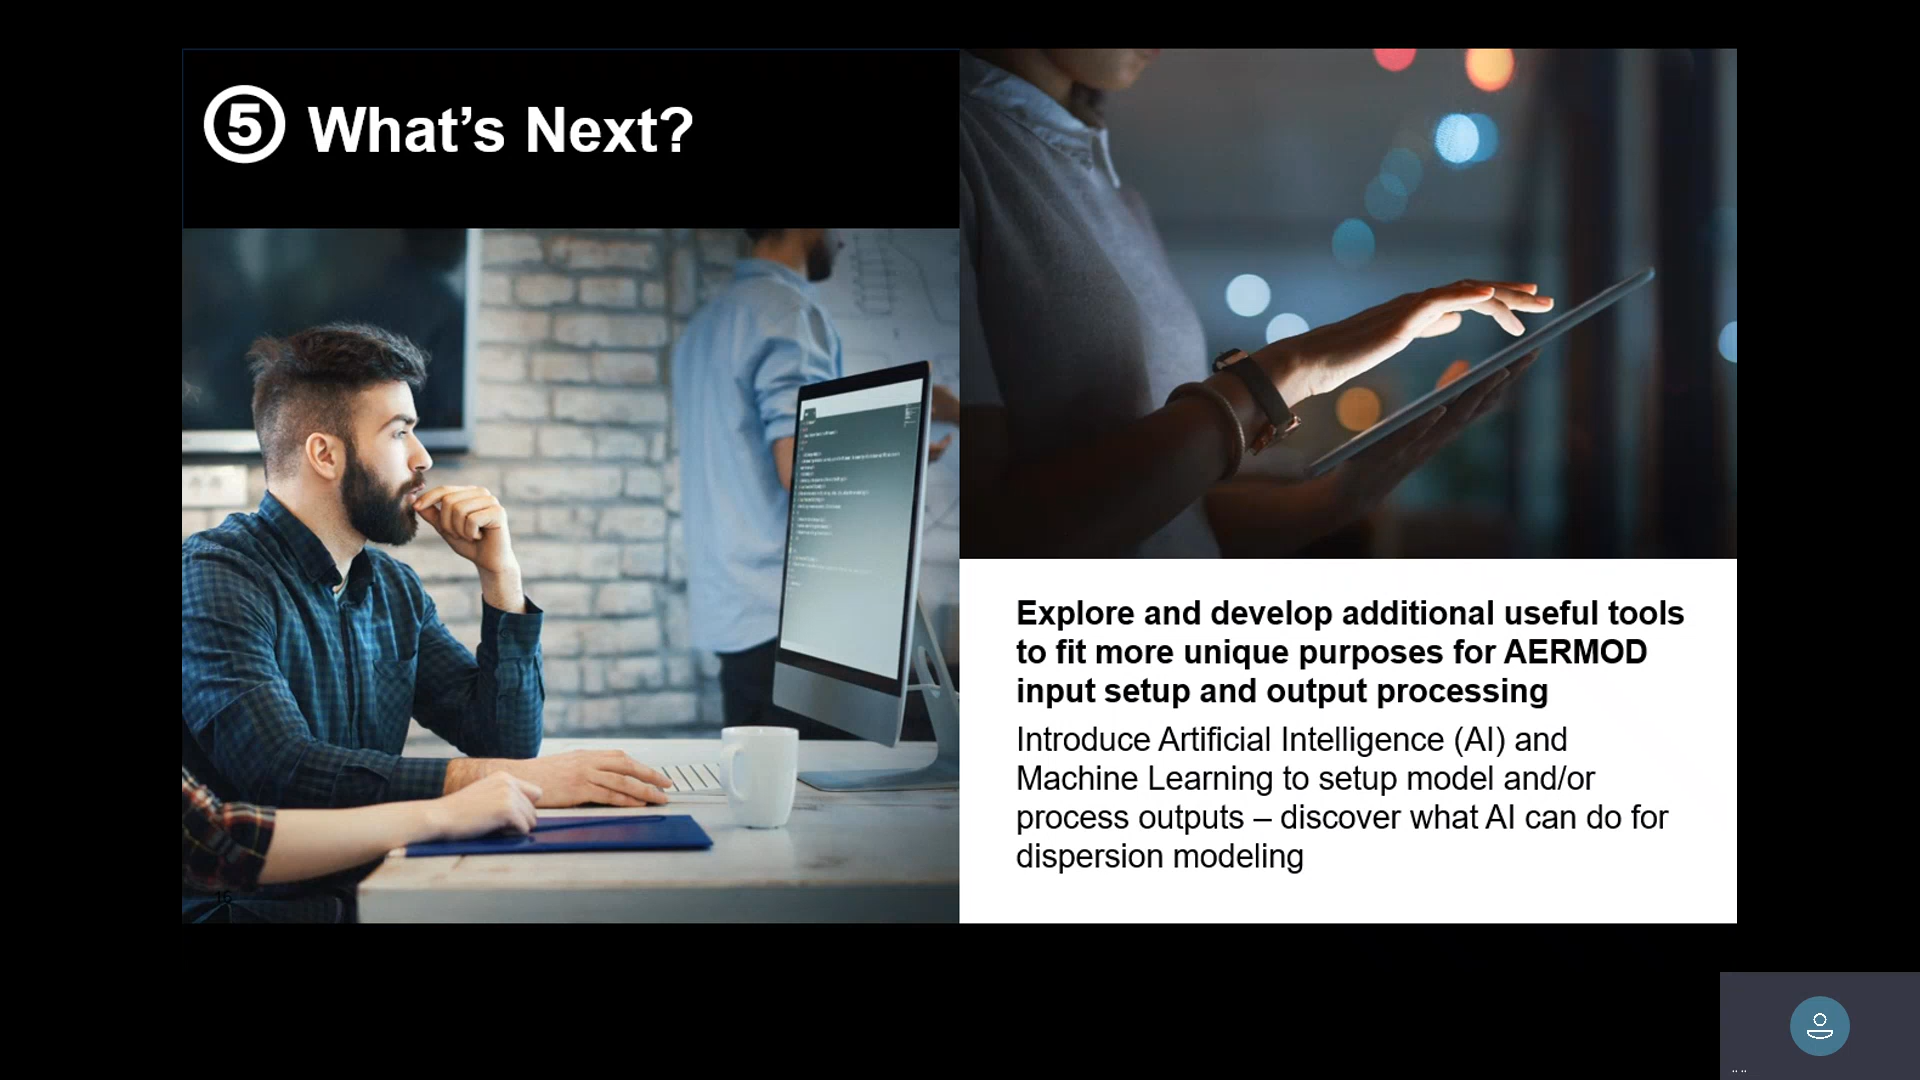 5 What’s Next?
Explore and develop additional useful tools
to fit more unique purposes for AERMOD
input setup and output processing
Introduce Artificial Intelligence (AI) and
Machine Learning to setup model and/or
process outputs – discover what AI can do for
dispersion modeling
16